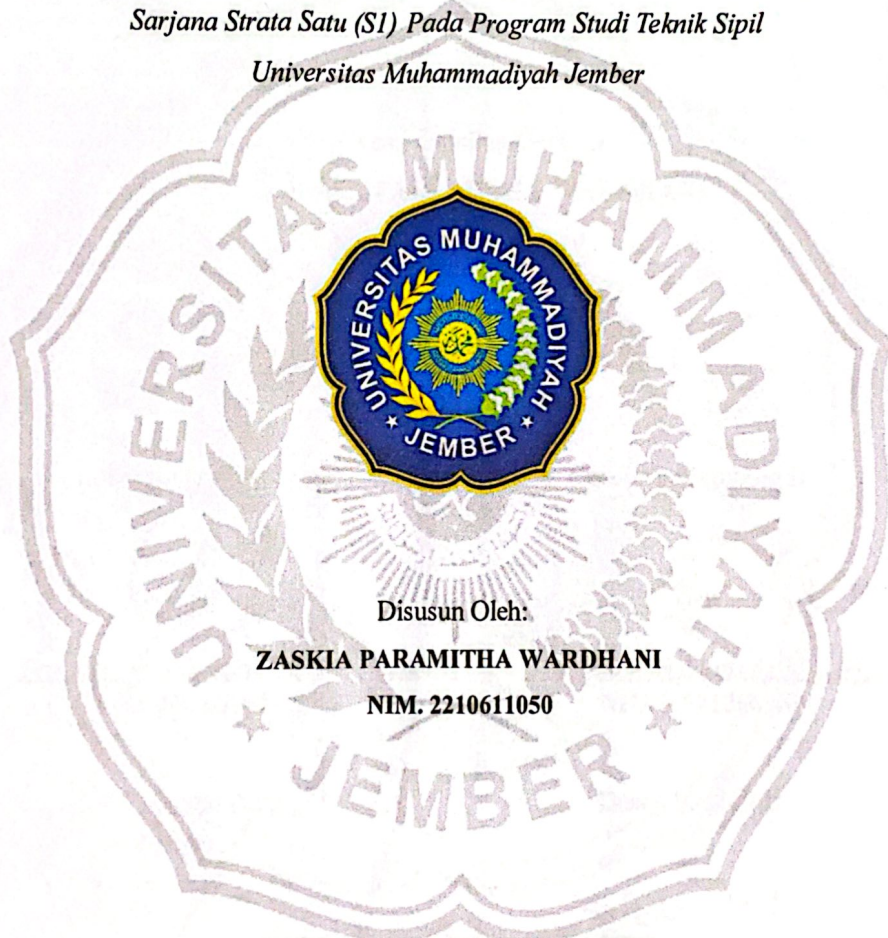 Sarjana Strata Satu (S1) Pada Program Studi Teknik Sipil
Universitas Muhammadiyah Jember
UNIVERSITAS MUHAMMADIYAH
JEMBER
UNIVERSITAS MUHAMMADIYAH
JEMBER
Disusun Oleh:
ZASKIA PARAMITHA WARDHANI
NIM. 2210611050